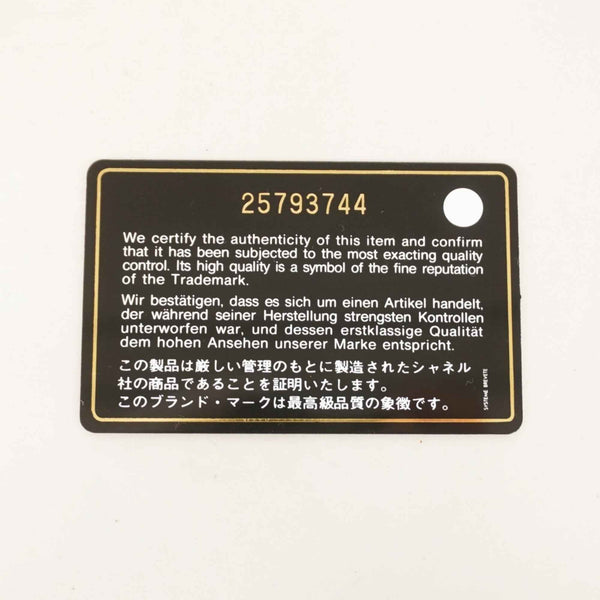 25793744
We certify the authenticity of this item and confirm
that it has been subjected to the most exacting quality
control. Its high quality is a symbol of the fine reputation
of the Trademark.
Wir bestätigen, dass es sich um einen Artikel handelt,
der während seiner Herstellung strengsten Kontrollen
unterworfen war, und dessen erstklassige Qualität
dem hohen Ansehen unserer Marke entspricht.
この製品は厳しい管理のもとに製造されたシャネル
社の商品であることを証明いたします。
このブランド・マークは最高級品質の象徴です。
SYSTEME BREVETE